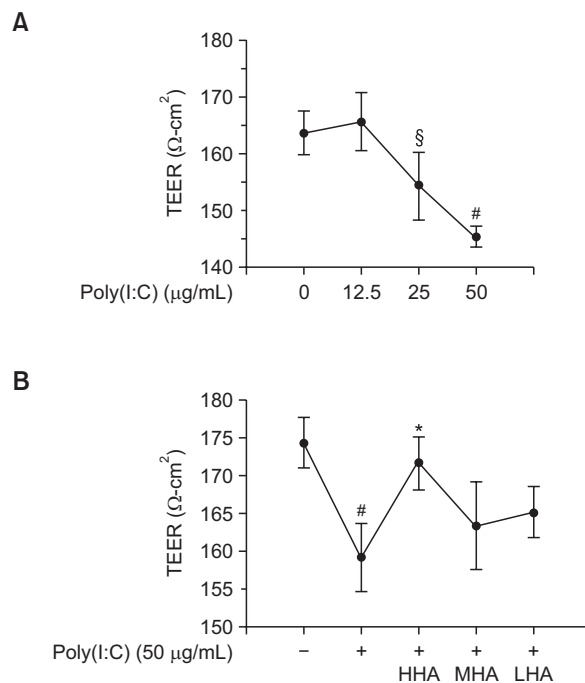 A
180
170
160
150
140
TEER (Ω-cm²)
§
#
Poly(I:C) (µg/mL)
0 12.5 25 50
B
180
175
170
165
160
155
150
TEER (Ω-cm²)
#
*
Poly(I:C) (50 µg/mL) – + + + +
HHA MHA LHA